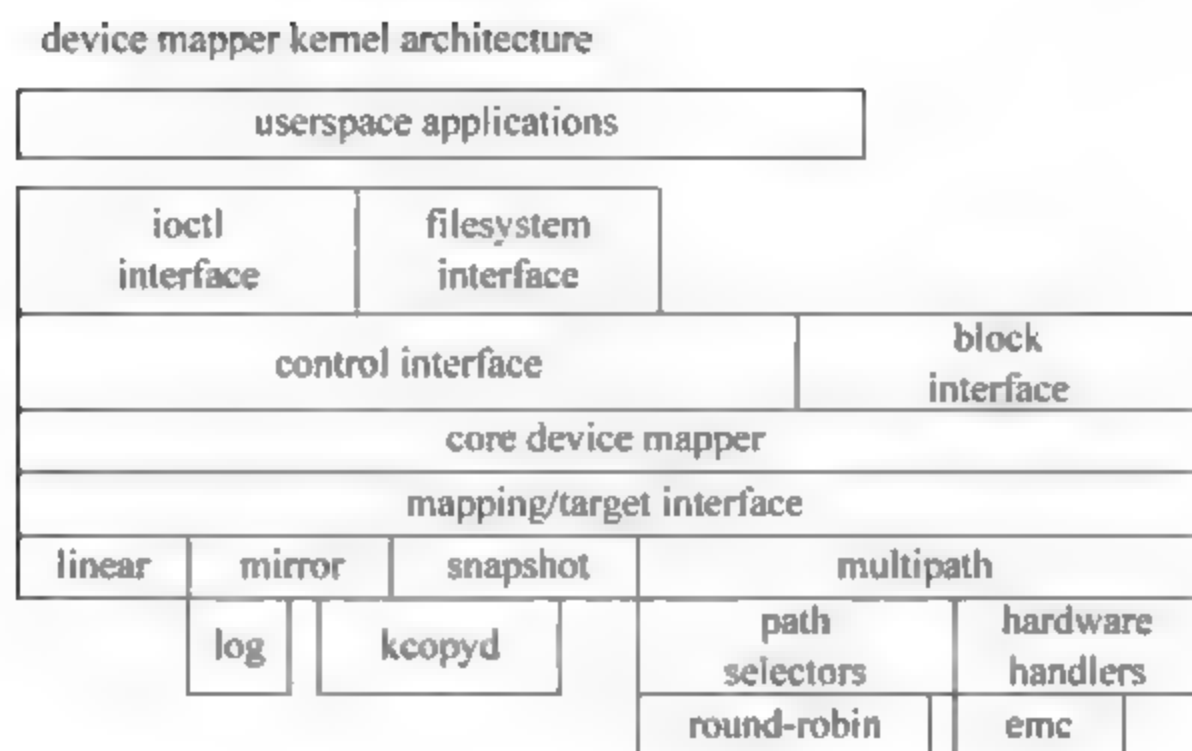 device mapper kernel architecture
userspace applications
ioctl
interface
filesystem
interface
control interface
block
interface
core device mapper
mapping/target interface
linear
mirror
snapshot
multipath
log
kcopyd
path
selectors
hardware
handlers
round-robin
emc